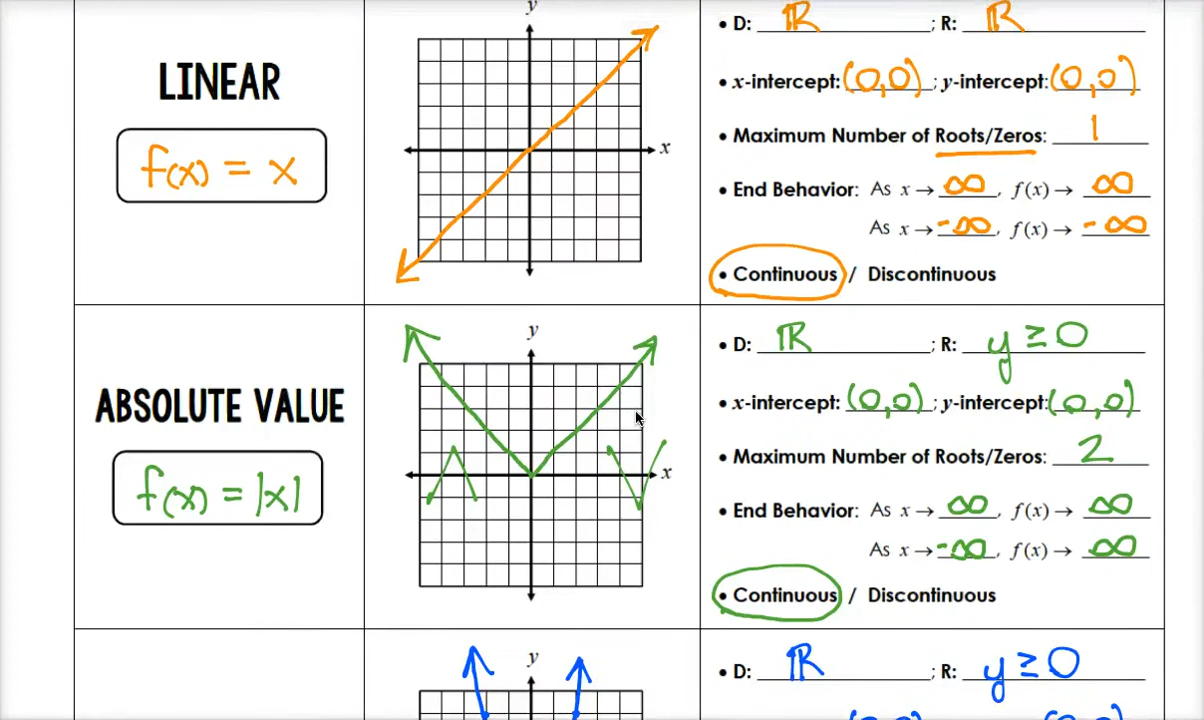 y
• D: ℝ ; R: ℝ
LINEAR
• x-intercept: (0,0) ; y-intercept: (0,0)
• Maximum Number of Roots/Zeros: 1
x
f(x) = x
• End Behavior: As x → ∞, f(x) → ∞
As x → -∞, f(x) → -∞
• Continuous / Discontinuous
y
• D: ℝ ; R: y ≥ 0
ABSOLUTE VALUE
• x-intercept: (0,0) ; y-intercept: (0,0)
• Maximum Number of Roots/Zeros: 2
x
f(x) = |x|
• End Behavior: As x → ∞, f(x) → ∞
As x → -∞, f(x) → ∞
• Continuous / Discontinuous
y
• D: ℝ ; R: y ≥ 0